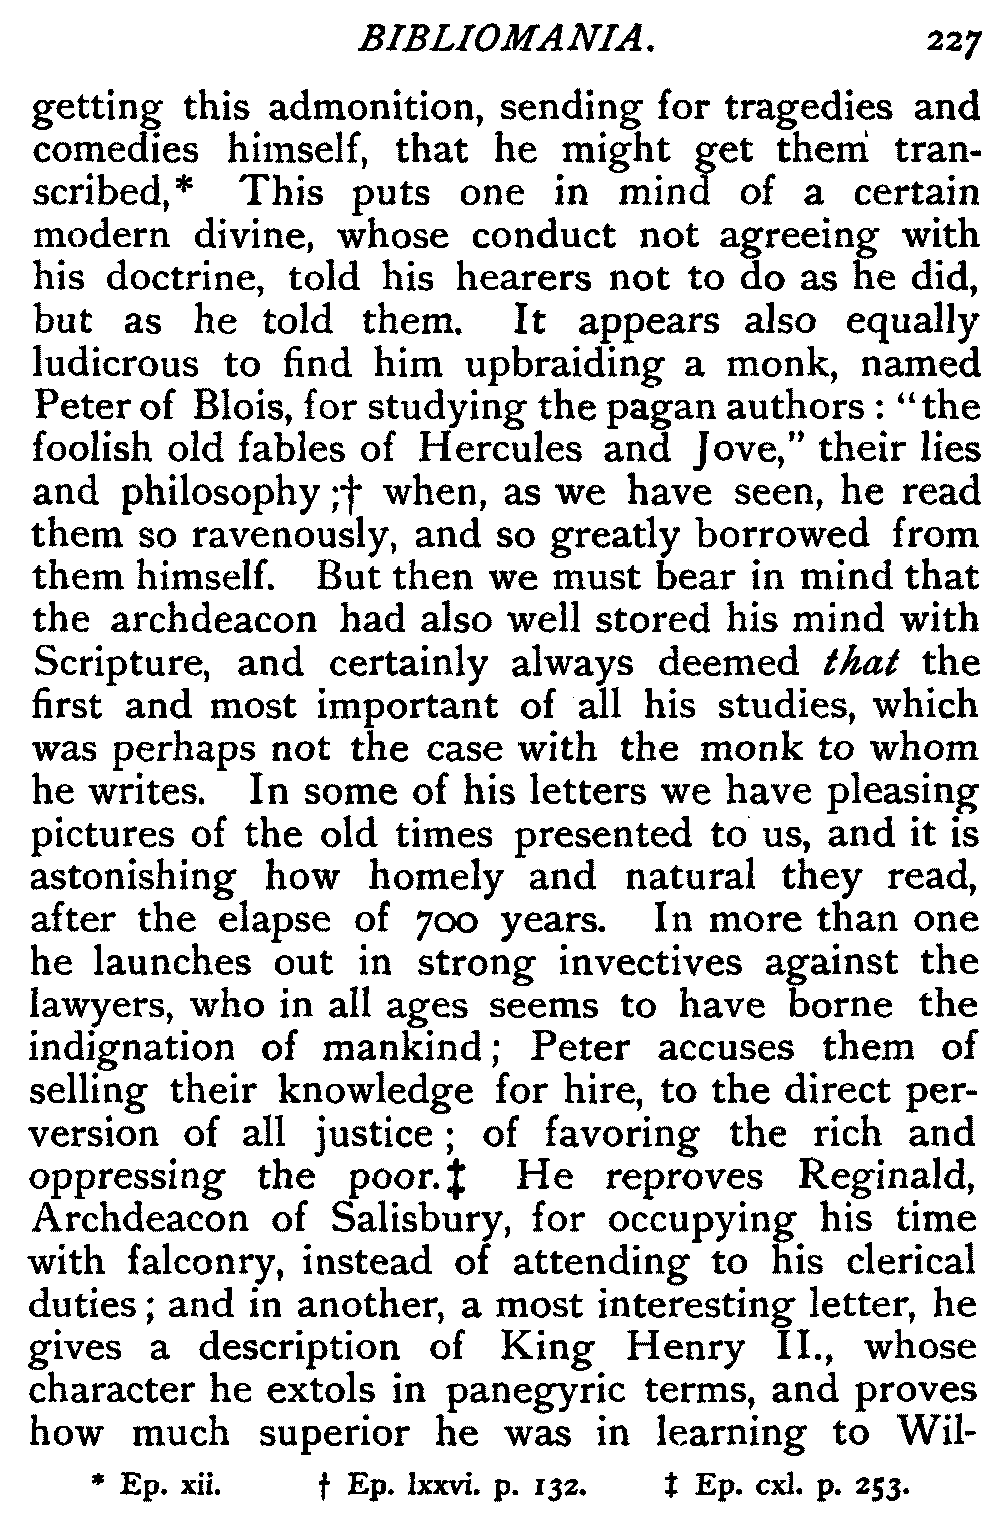 BIBLIOMANIA. 227
getting this admonition, sending for tragedies and
comedies himself, that he might get them tran-
scribed,* This puts one in mind of a certain
modern divine, whose conduct not agreeing with
his doctrine, told his hearers not to do as he did,
but as he told them. It appears also equally
ludicrous to find him upbraiding a monk, named
Peter of Blois, for studying the pagan authors : "the
foolish old fables of Hercules and Jove," their lies
and philosophy ;† when, as we have seen, he read
them so ravenously, and so greatly borrowed from
them himself. But then we must bear in mind that
the archdeacon had also well stored his mind with
Scripture, and certainly always deemed that the
first and most important of all his studies, which
was perhaps not the case with the monk to whom
he writes. In some of his letters we have pleasing
pictures of the old times presented to us, and it is
astonishing how homely and natural they read,
after the elapse of 700 years. In more than one
he launches out in strong invectives against the
lawyers, who in all ages seems to have borne the
indignation of mankind ; Peter accuses them of
selling their knowledge for hire, to the direct per-
version of all justice ; of favoring the rich and
oppressing the poor.‡ He reproves Reginald,
Archdeacon of Salisbury, for occupying his time
with falconry, instead of attending to his clerical
duties ; and in another, a most interesting letter, he
gives a description of King Henry II., whose
character he extols in panegyric terms, and proves
how much superior he was in learning to Wil-
* Ep. xii. † Ep. lxxvi. p. 132. ‡ Ep. cxl. p. 253.